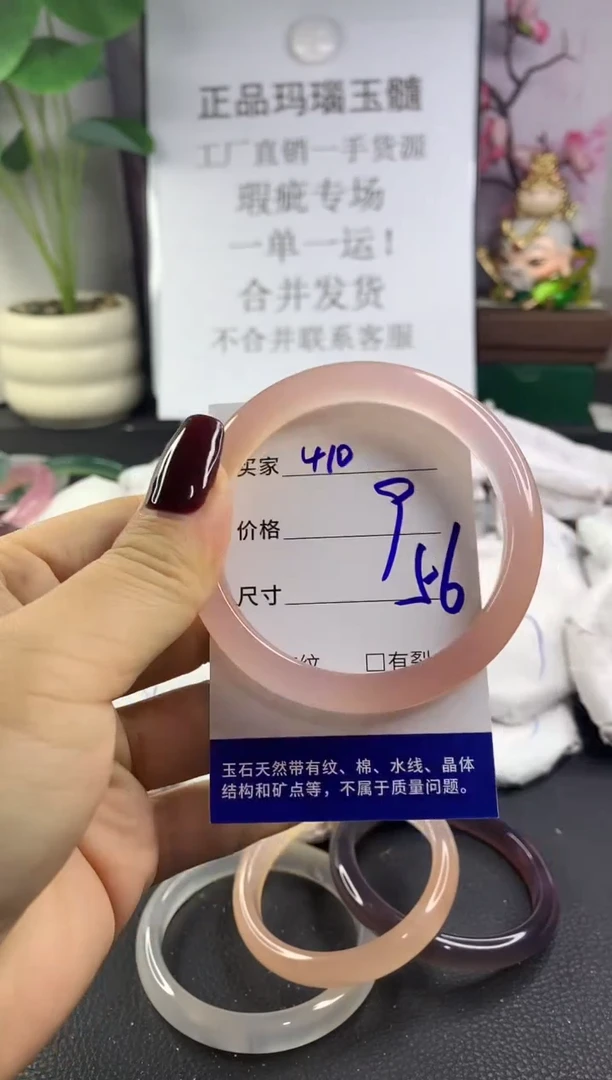 正品玛瑙玉髓
工厂直销一手货源
瑕疵专场
一单一运！
合并发货
不合并联系客服
买家 410
价格 9
尺寸 56
纹 □有裂
玉石天然带有纹、棉、水线、晶体
结构和矿点等，不属于质量问题。